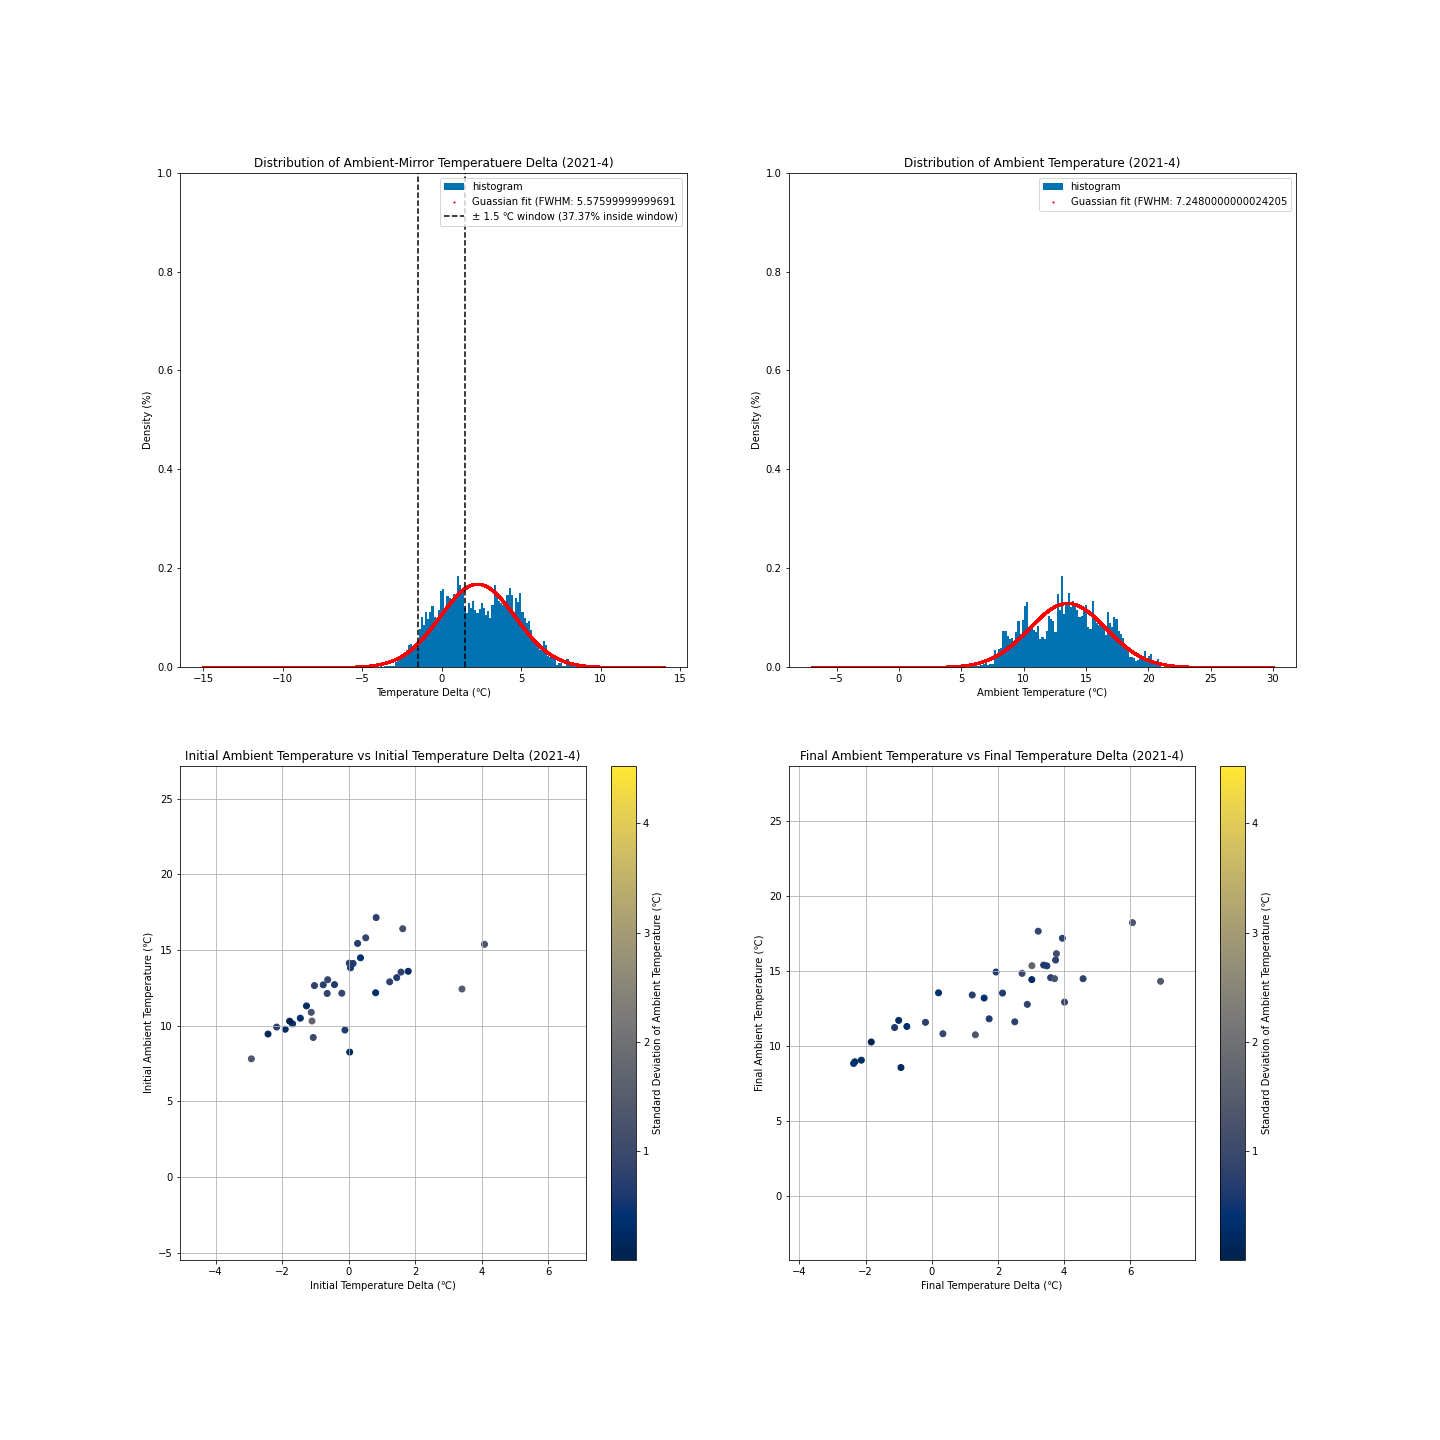 Distribution of Ambient-Mirror Temperatuere Delta (2021-4)
1.0
0.8
0.6
0.4
0.2
0.0
Density (%)
histogram
Guassian fit (FWHM: 5.57599999999691
± 1.5 ℃ window (37.37% inside window)
−15 −10 −5 0 5 10 15
Temperature Delta (℃)
Distribution of Ambient Temperature (2021-4)
1.0
0.8
0.6
0.4
0.2
0.0
Density (%)
histogram
Guassian fit (FWHM: 7.2480000000024205
−5 0 5 10 15 20 25 30
Ambient Temperature (℃)
Initial Ambient Temperature vs Initial Temperature Delta (2021-4)
25
20
15
10
5
0
−5
Initial Ambient Temperature (℃)
−4 −2 0 2 4 6
Initial Temperature Delta (℃)
4
3
2
1
Standard Deviation of Ambient Temperature (℃)
Final Ambient Temperature vs Final Temperature Delta (2021-4)
25
20
15
10
5
0
Final Ambient Temperature (℃)
−4 −2 0 2 4 6
Final Temperature Delta (℃)
4
3
2
1
Standard Deviation of Ambient Temperature (℃)